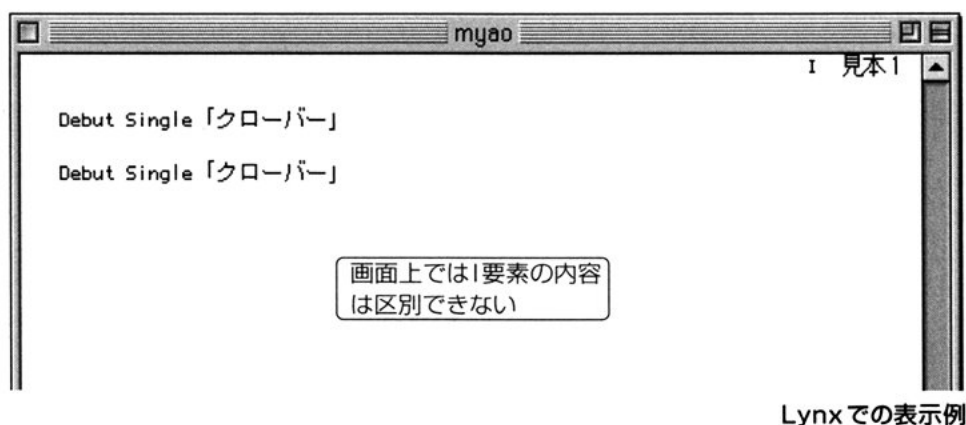 myao
I 見本1
Debut Single「クローバー」
Debut Single「クローバー」
画面上ではI要素の内容
は区別できない
Lynxでの表示例